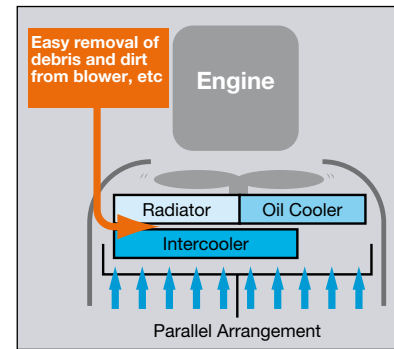 Easy removal of
debris and dirt
from blower, etc
Engine
Radiator
Oil Cooler
Intercooler
Parallel Arrangement